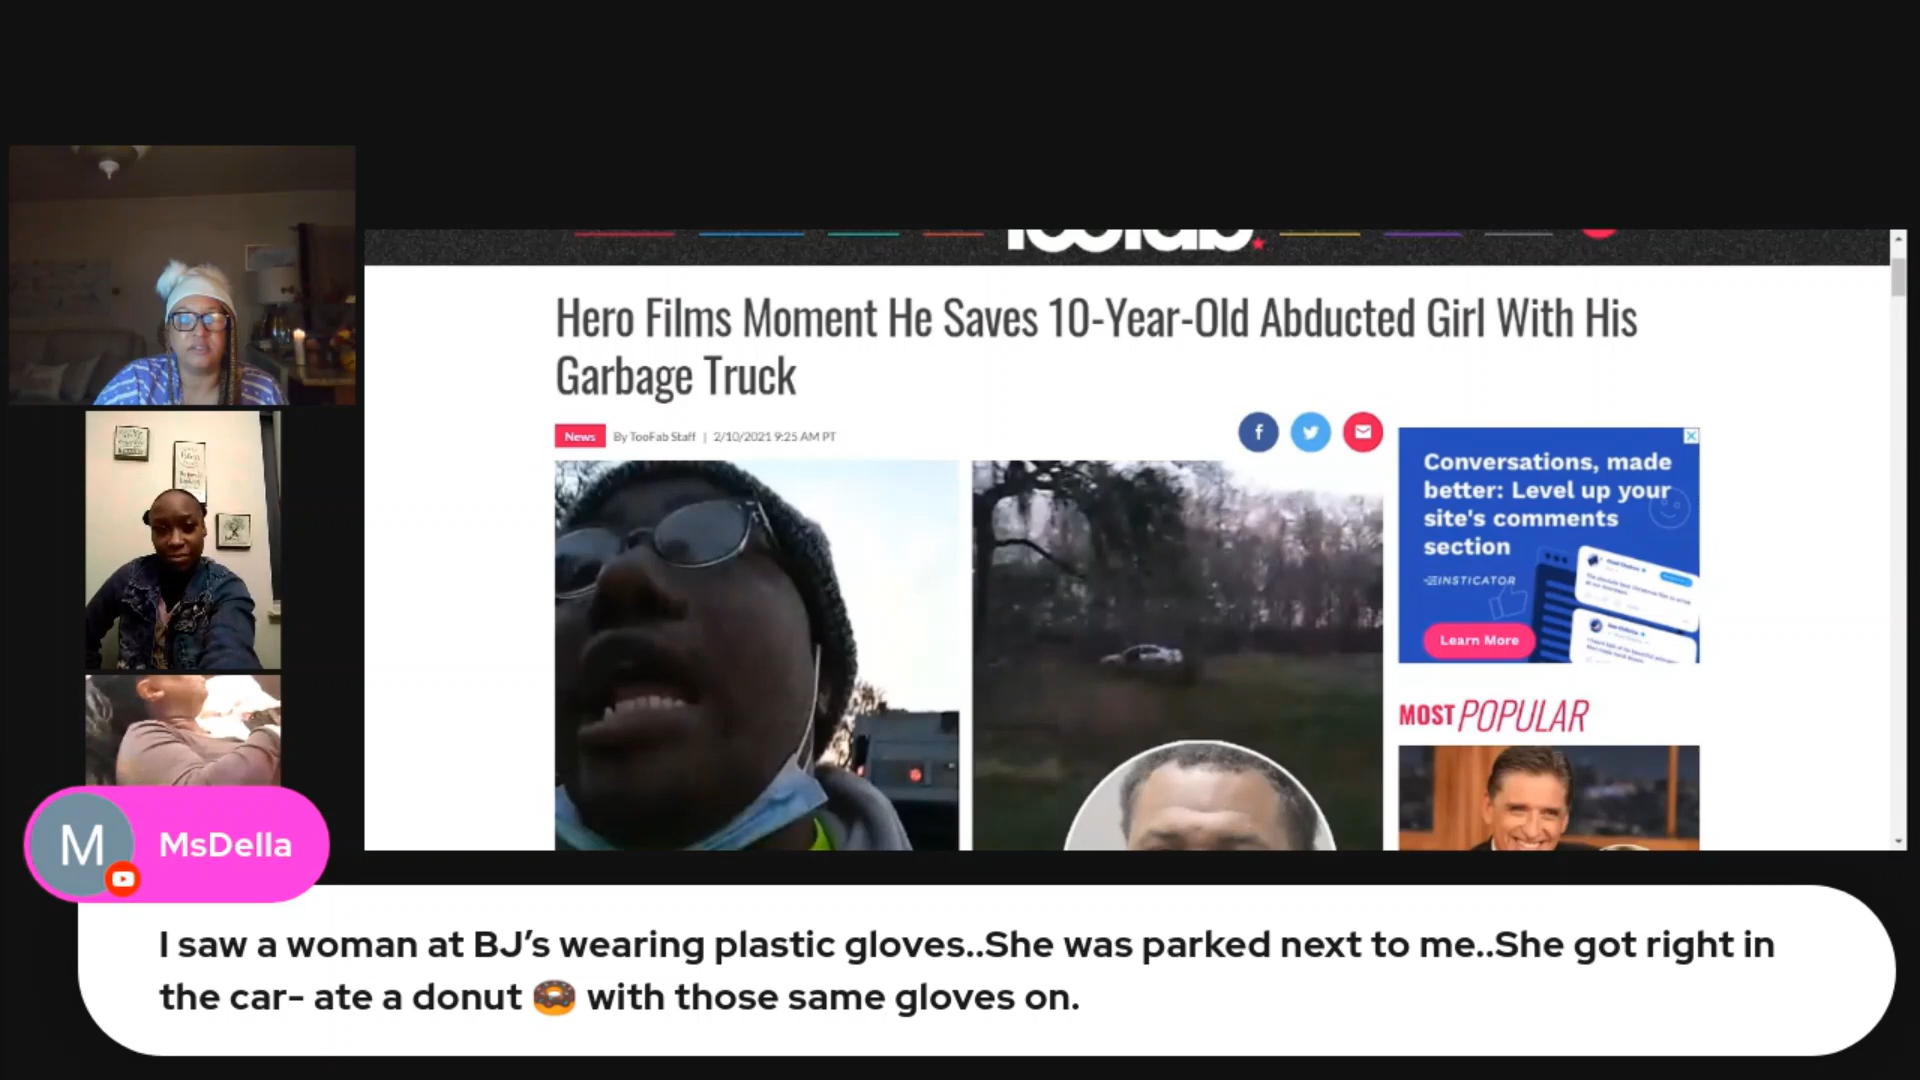 TooFab
Hero Films Moment He Saves 10-Year-Old Abducted Girl With His
Garbage Truck
News By TooFab Staff | 2/10/2021 9:25 AM PT
Conversations, made
better: Level up your
site's comments
section
INSTICATOR
Learn More
MOST POPULAR
M MsDella
I saw a woman at BJ's wearing plastic gloves..She was parked next to me..She got right in
the car- ate a donut 🍩 with those same gloves on.